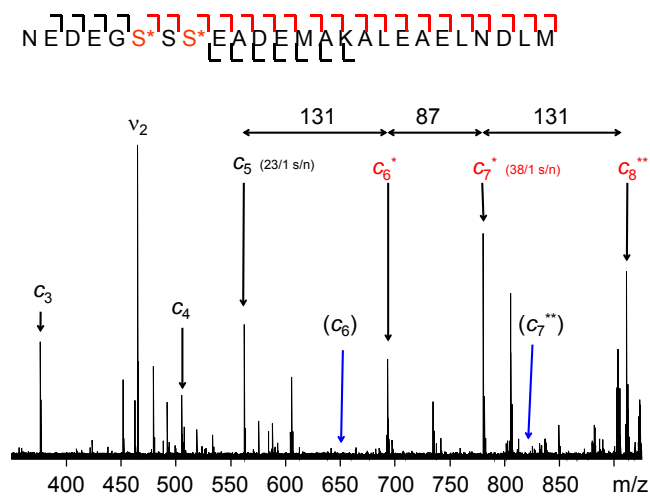 N E D E G S* S S* E A D E M A K A L E A E L N D L M
131 87 131
ν₂
c₅ (23/1 s/n) c₆* c₇* (38/1 s/n) c₈**
c₃ c₄ (c₆) (c₇**)
400 450 500 550 600 650 700 750 800 850 m/z